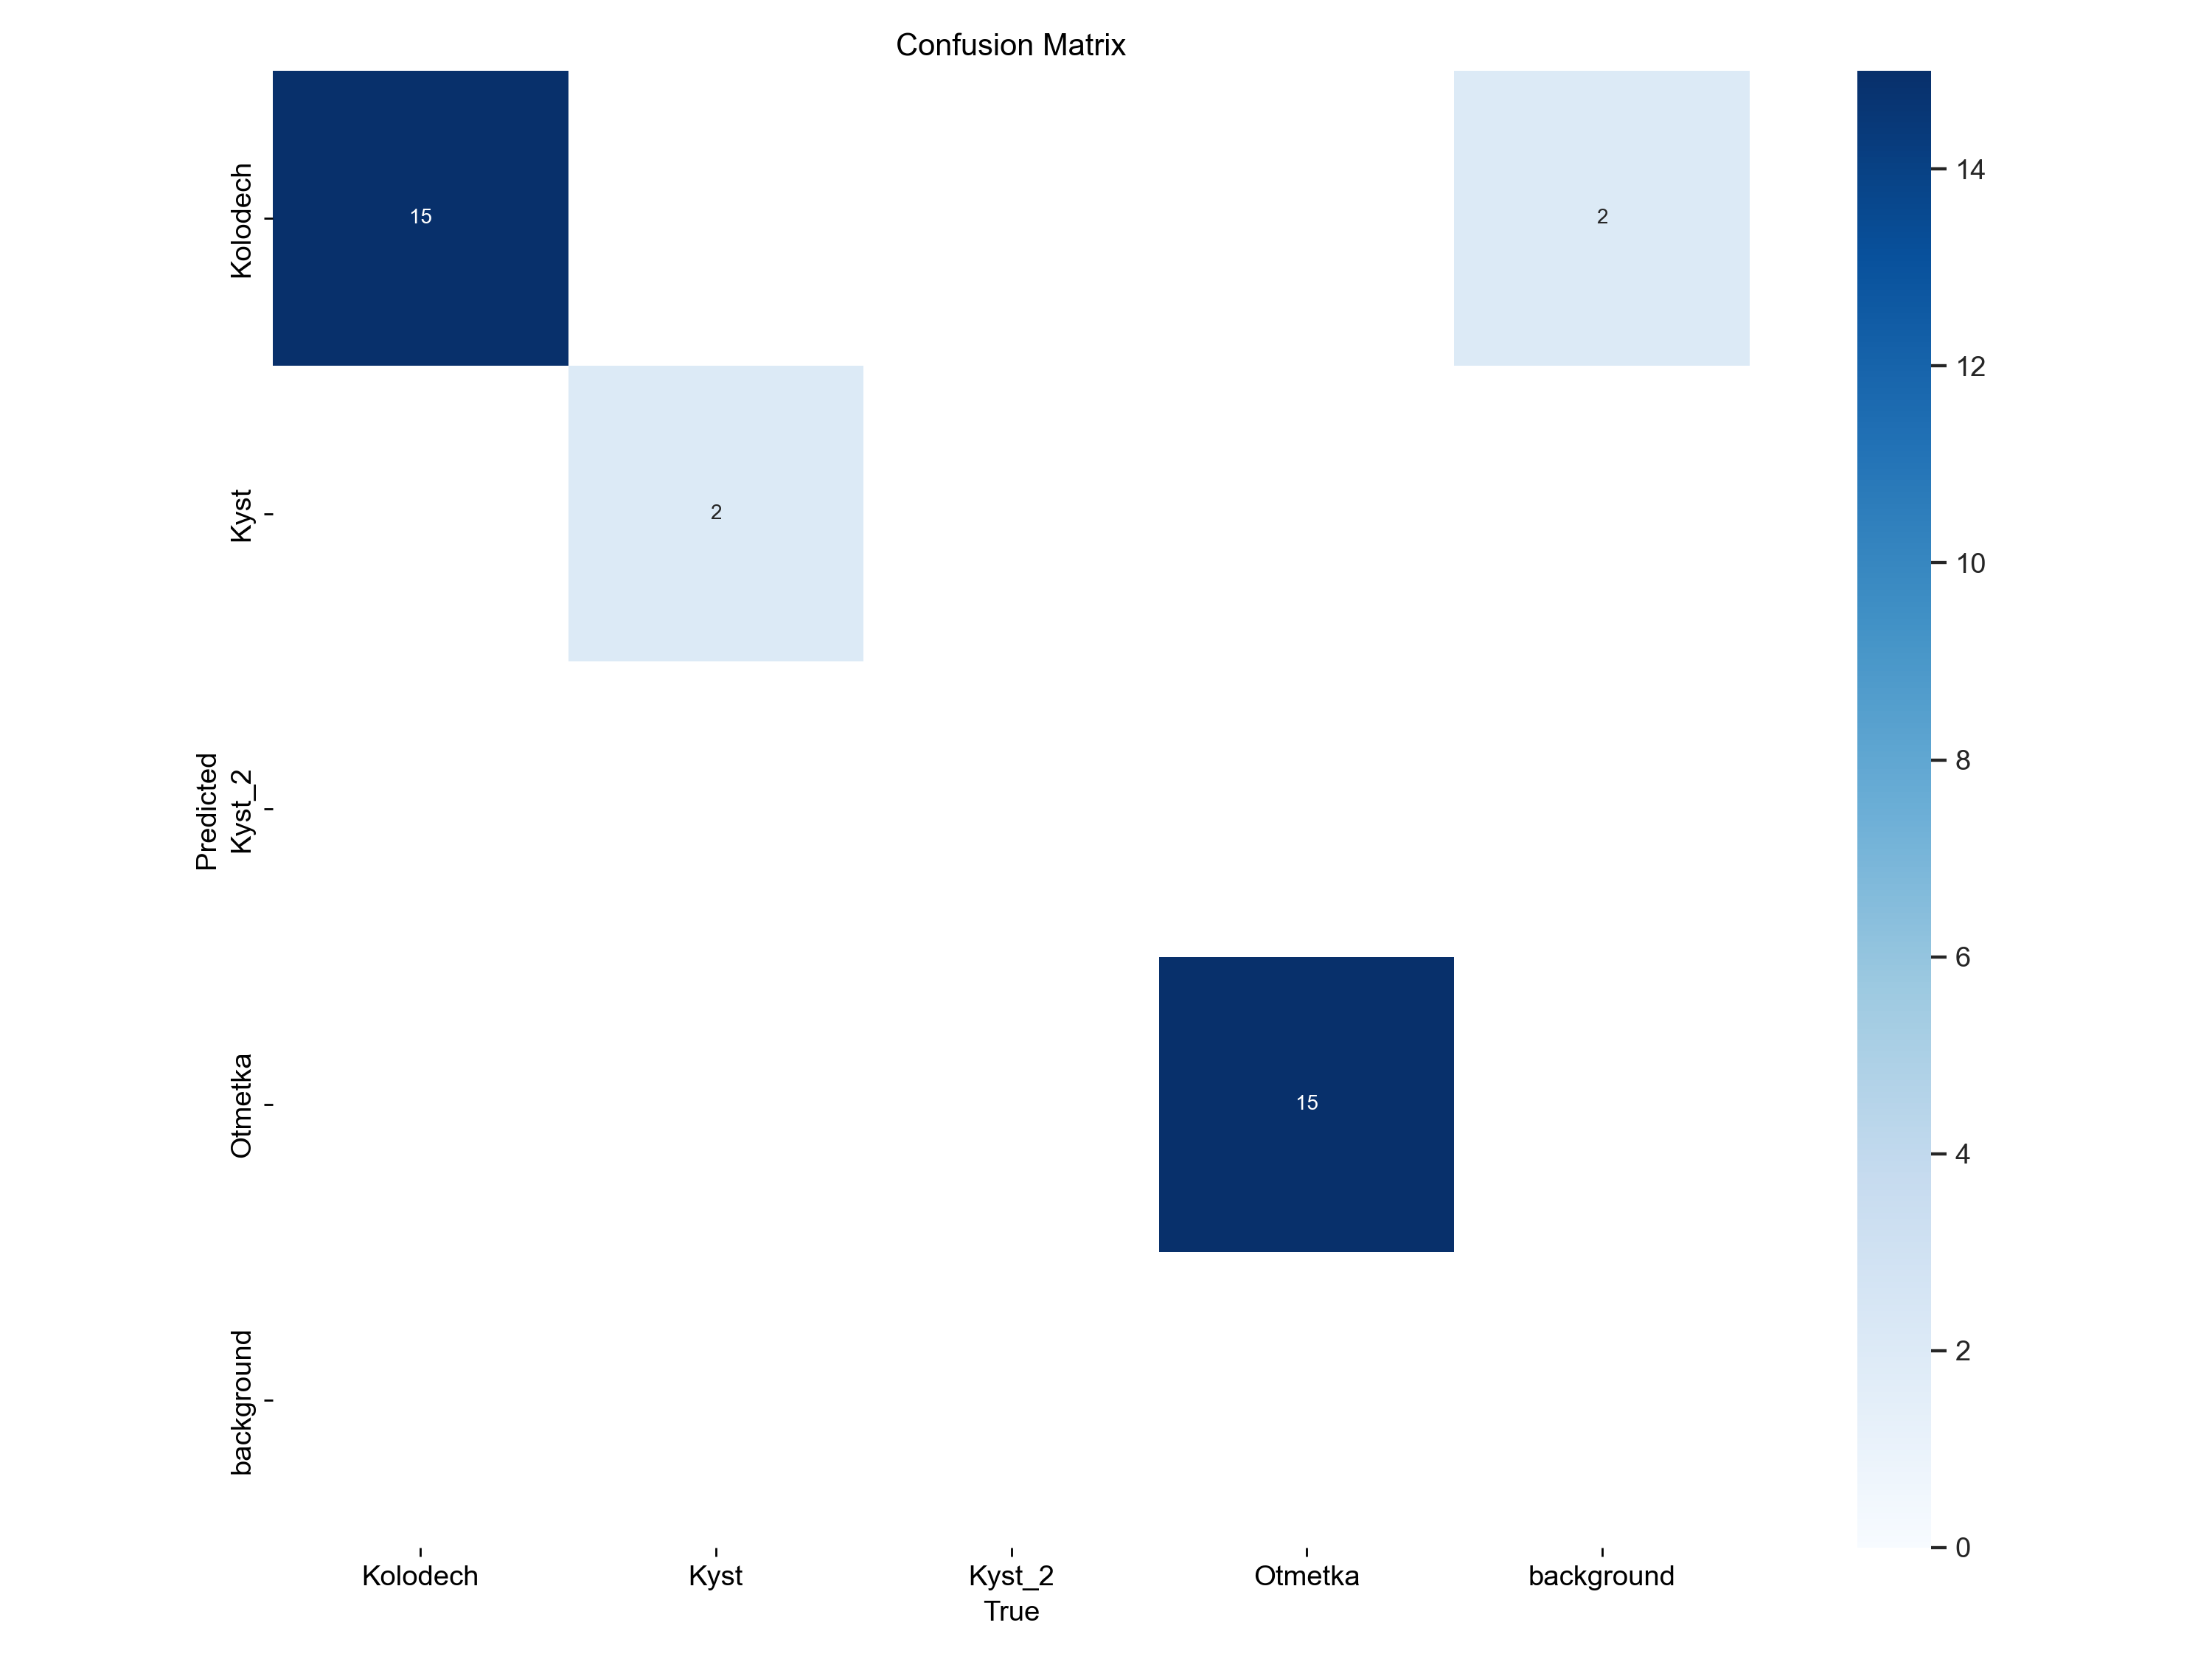 Confusion Matrix
Kolodech
Kyst
Kyst_2
Otmetka
background
Predicted
15
2
2
15
Kolodech
Kyst
Kyst_2
Otmetka
background
True
14
12
10
8
6
4
2
0